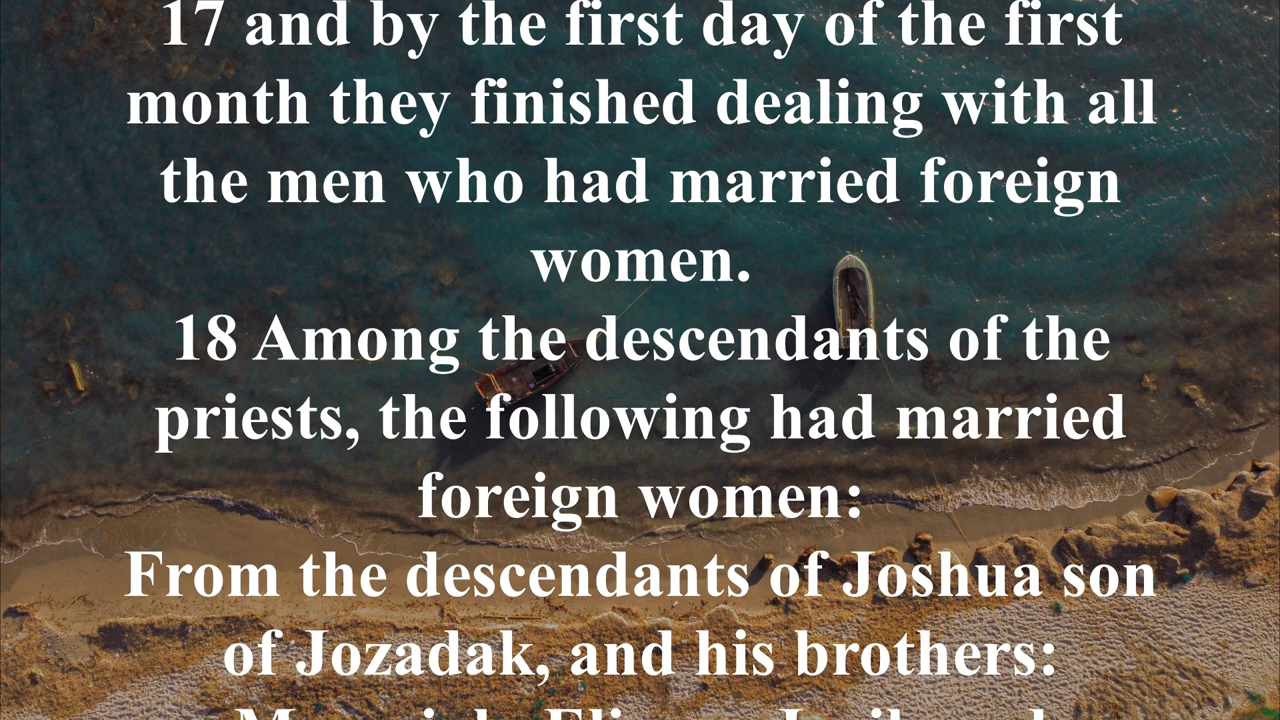 17 and by the first day of the first
month they finished dealing with all
the men who had married foreign
women.
18 Among the descendants of the
priests, the following had married
foreign women:
From the descendants of Joshua son
of Jozadak, and his brothers: